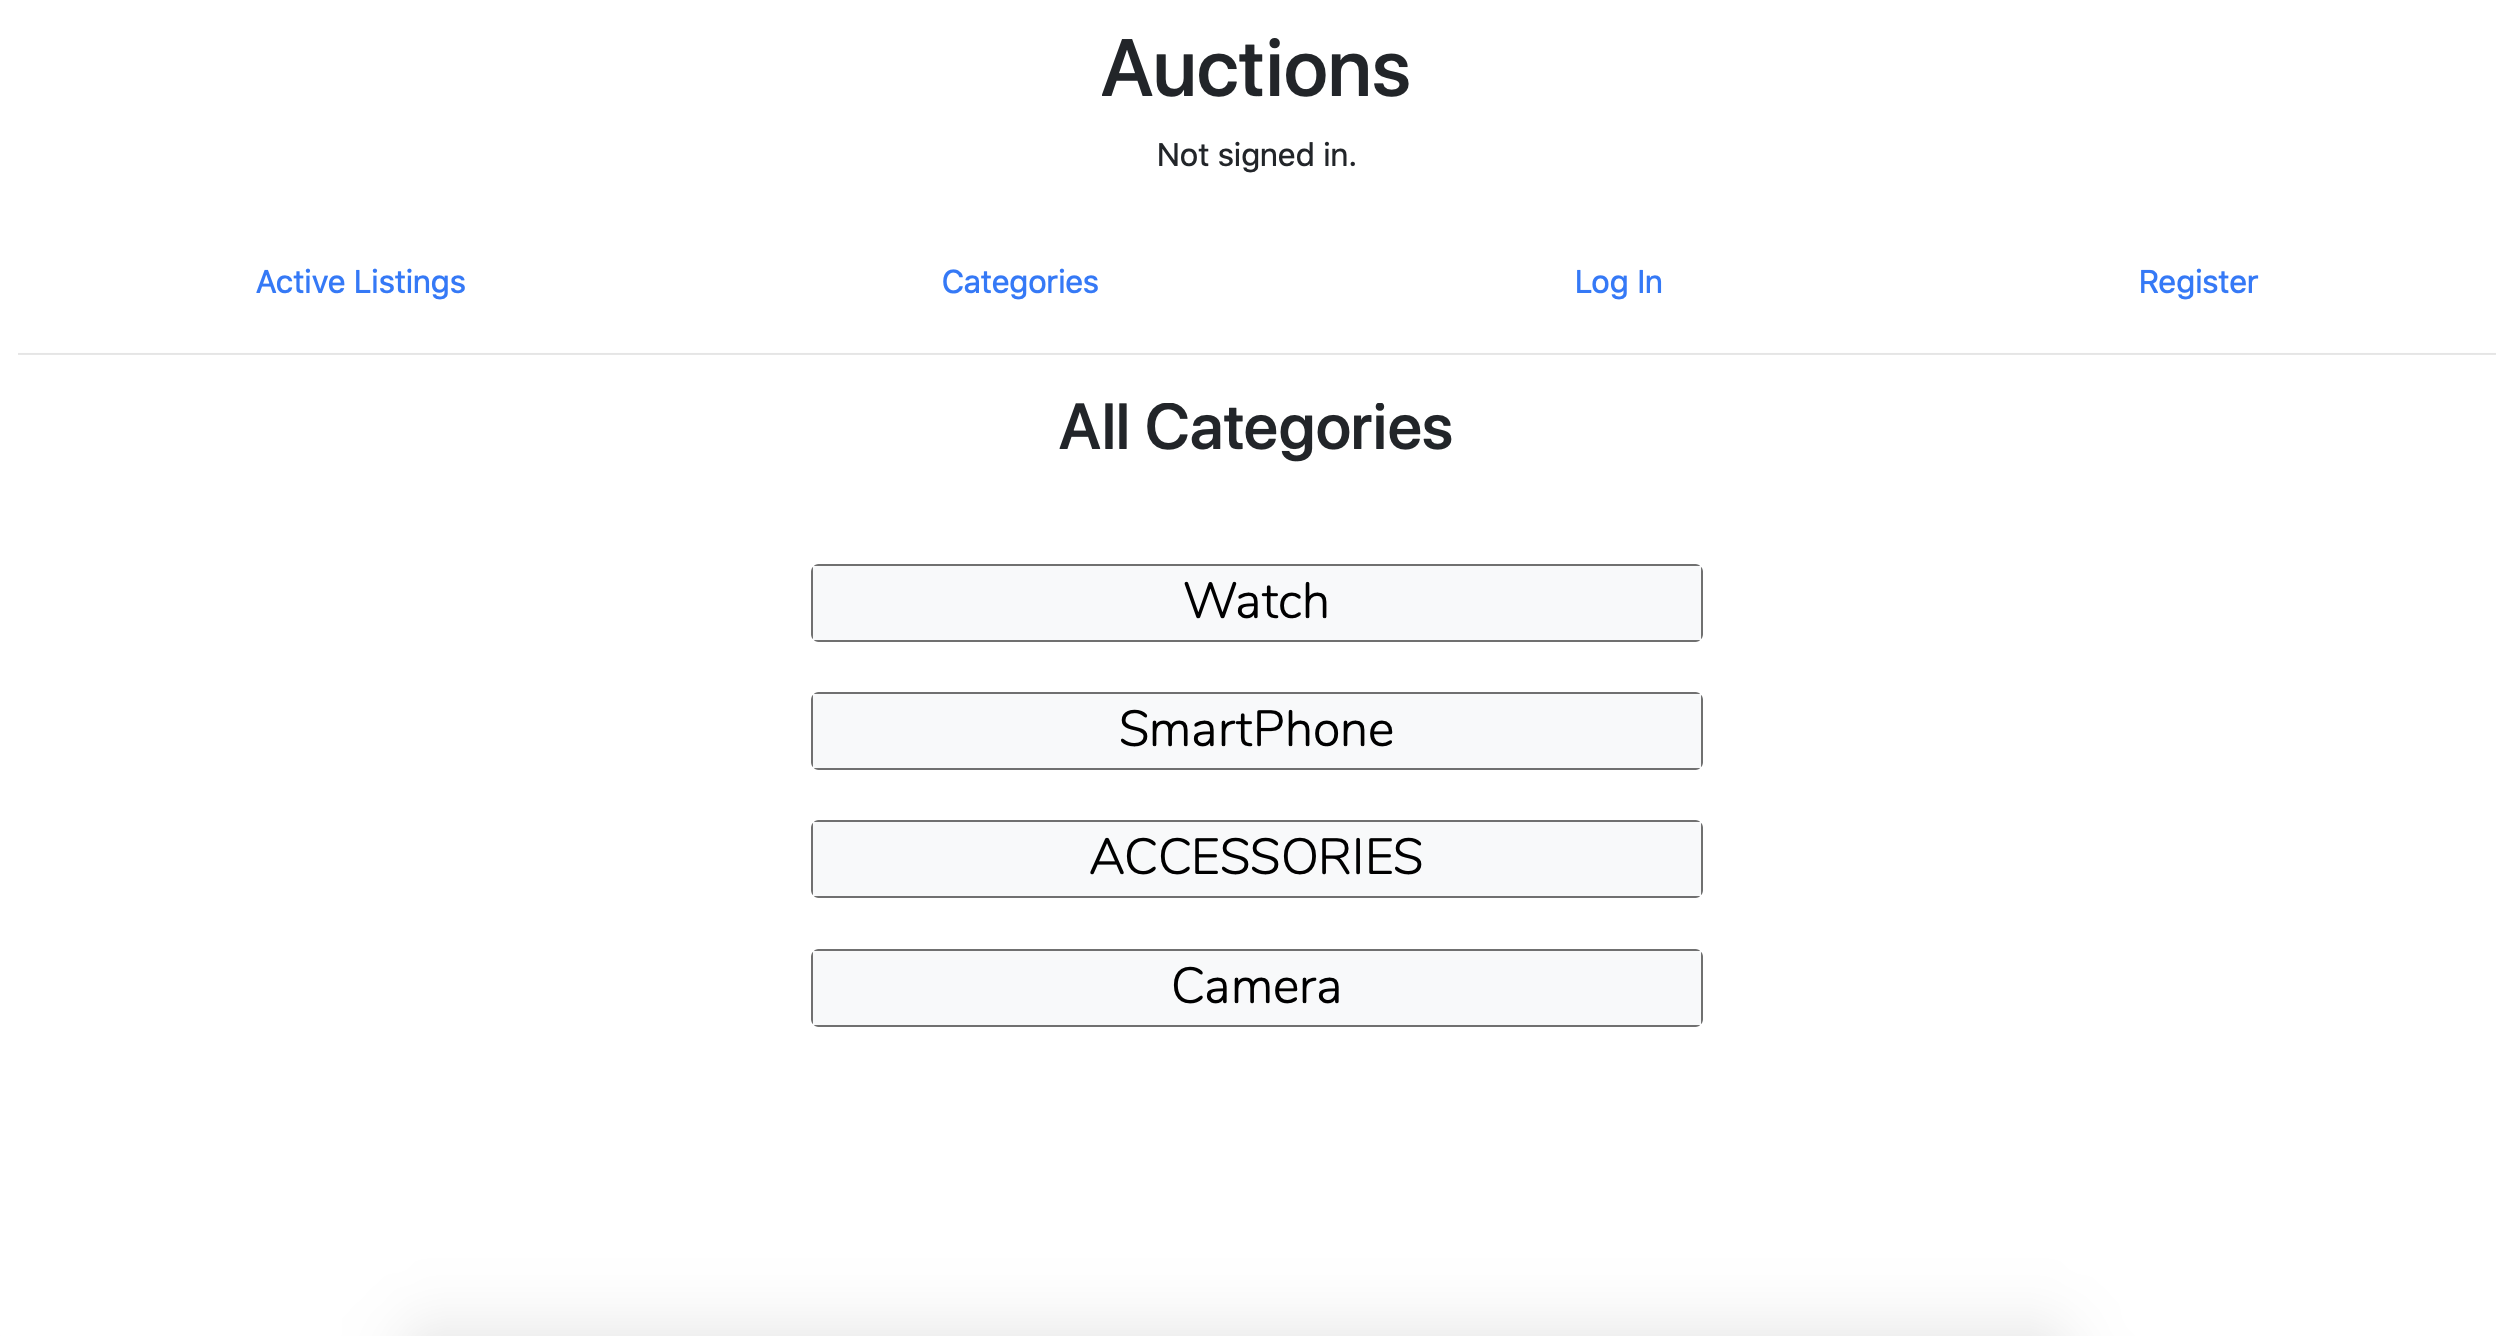 Auctions
Not signed in.
Active Listings Categories Log In Register
All Categories
Watch
SmartPhone
ACCESSORIES
Camera